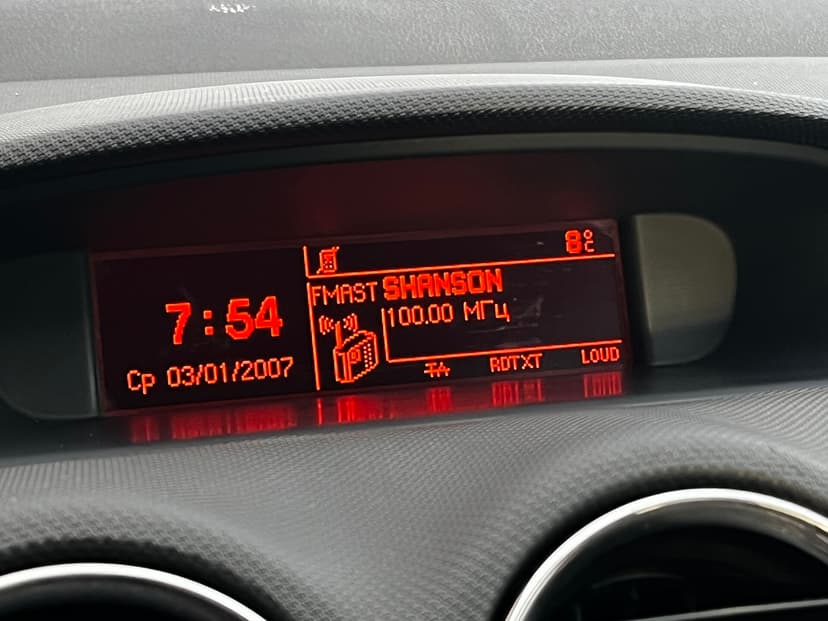 8°C
FMAST SHANSON
7:54
100.00 МГц
Ср 03/01/2007
TA RDTXT LOUD